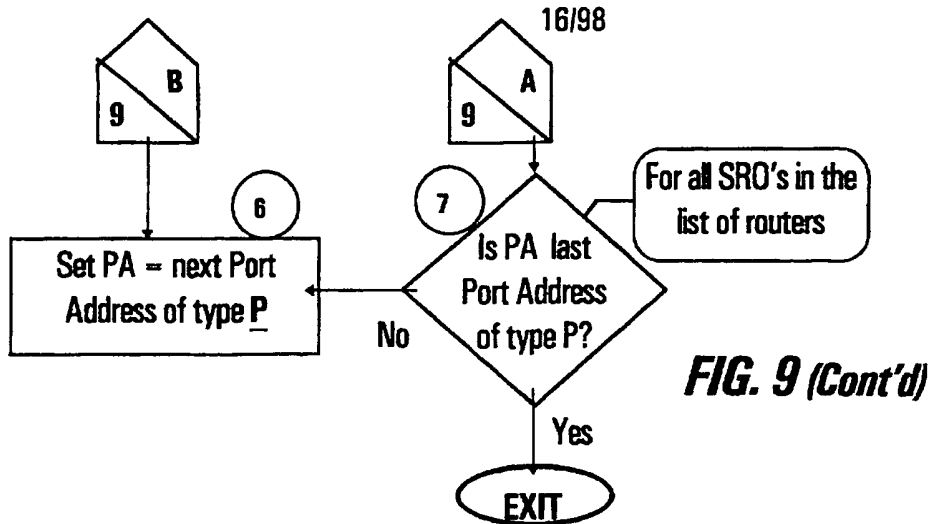 16/98
B
9
A
9
6
7
For all SRO's in the
list of routers
Set PA = next Port
Address of type P
Is PA last
Port Address
of type P?
No
FIG. 9 (Cont'd)
Yes
EXIT